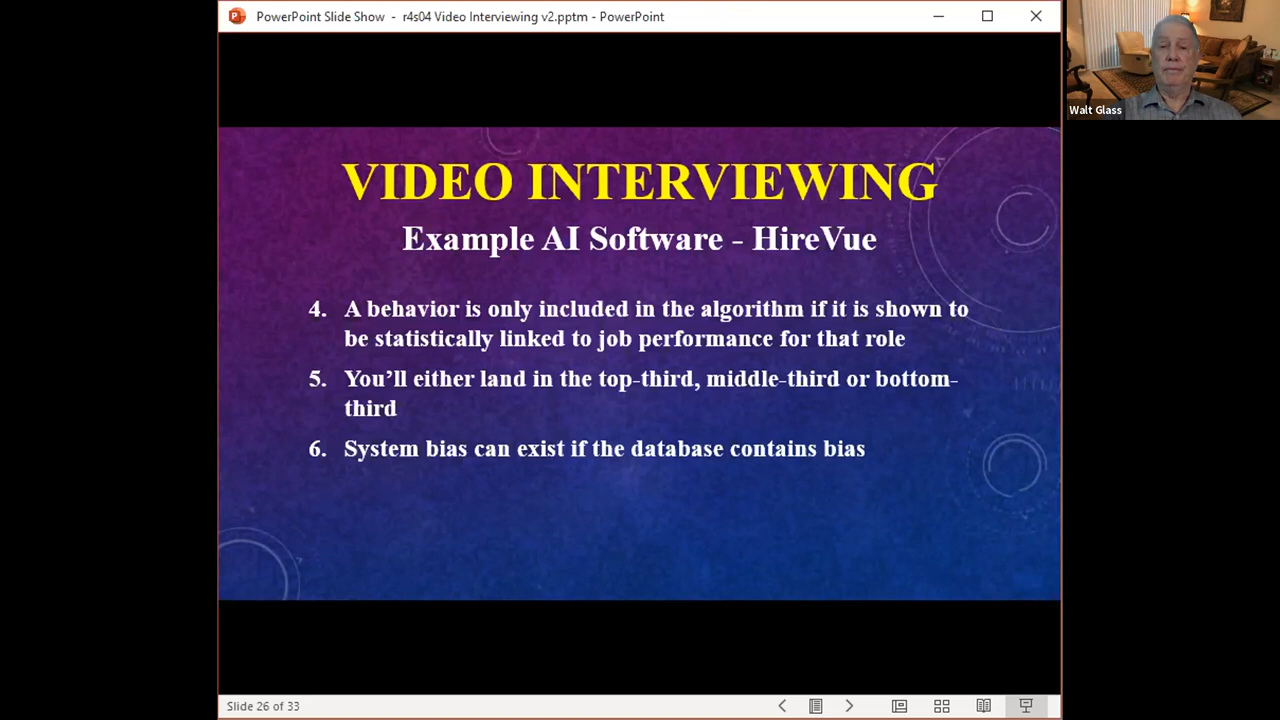 PowerPoint Slide Show - r4s04 Video Interviewing v2.pptm - PowerPoint
Walt Glass
VIDEO INTERVIEWING
Example AI Software - HireVue
4. A behavior is only included in the algorithm if it is shown to
be statistically linked to job performance for that role
5. You’ll either land in the top-third, middle-third or bottom-
third
6. System bias can exist if the database contains bias
Slide 26 of 33